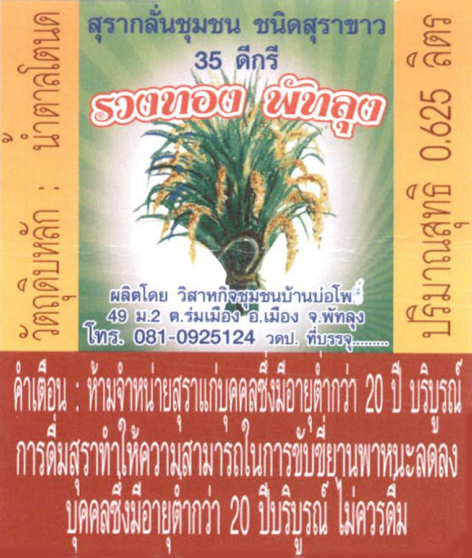 สุรากลั่นชุมชน ชนิดสุราขาว
35 ดีกรี
รวงทอง พัทลุง
วัตถุดิบหลัก : น้ำตาลโตนด
ปริมาณสุทธิ 0.625 ลิตร
ผลิตโดย วิสาหกิจชุมชนบ้านบ่อโพธิ์
49 ม.2 ต.ร่มเมือง อ.เมือง จ.พัทลุง
โทร. 081-0925124 วดป. ที่บรรจุ.........
คำเตือน : ห้ามจำหน่ายสุราแก่บุคคลซึ่งมีอายุต่ำกว่า 20 ปี บริบูรณ์
การดื่มสุราทำให้ความสามารถในการขับขี่ยานพาหนะลดลง
บุคคลซึ่งมีอายุต่ำกว่า 20 ปีบริบูรณ์ ไม่ควรดื่ม